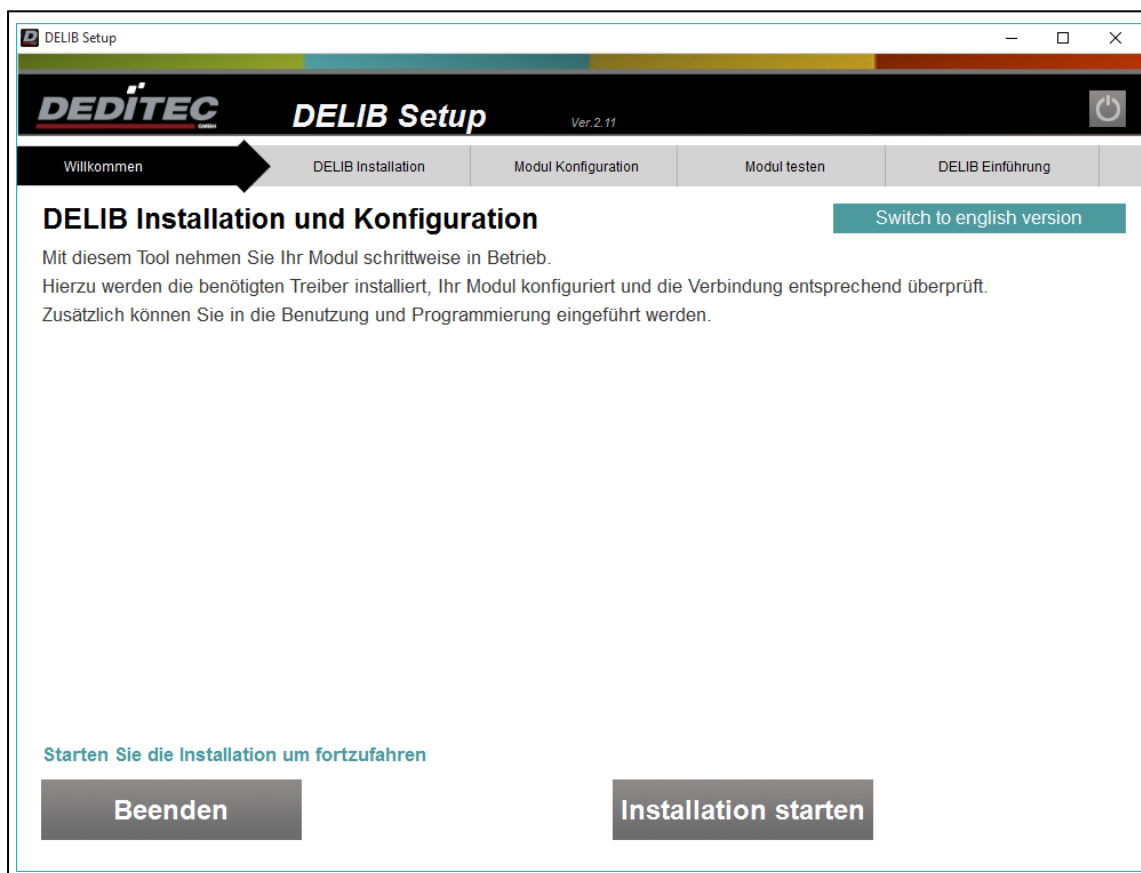 DELIB Setup
DEDITEC
GMBH
DELIB Setup
Ver.2.11
Willkommen
DELIB Installation
Modul Konfiguration
Modul testen
DELIB Einführung
DELIB Installation und Konfiguration
Switch to english version
Mit diesem Tool nehmen Sie Ihr Modul schrittweise in Betrieb.
Hierzu werden die benötigten Treiber installiert, Ihr Modul konfiguriert und die Verbindung entsprechend überprüft.
Zusätzlich können Sie in die Benutzung und Programmierung eingeführt werden.
Starten Sie die Installation um fortzufahren
Beenden
Installation starten